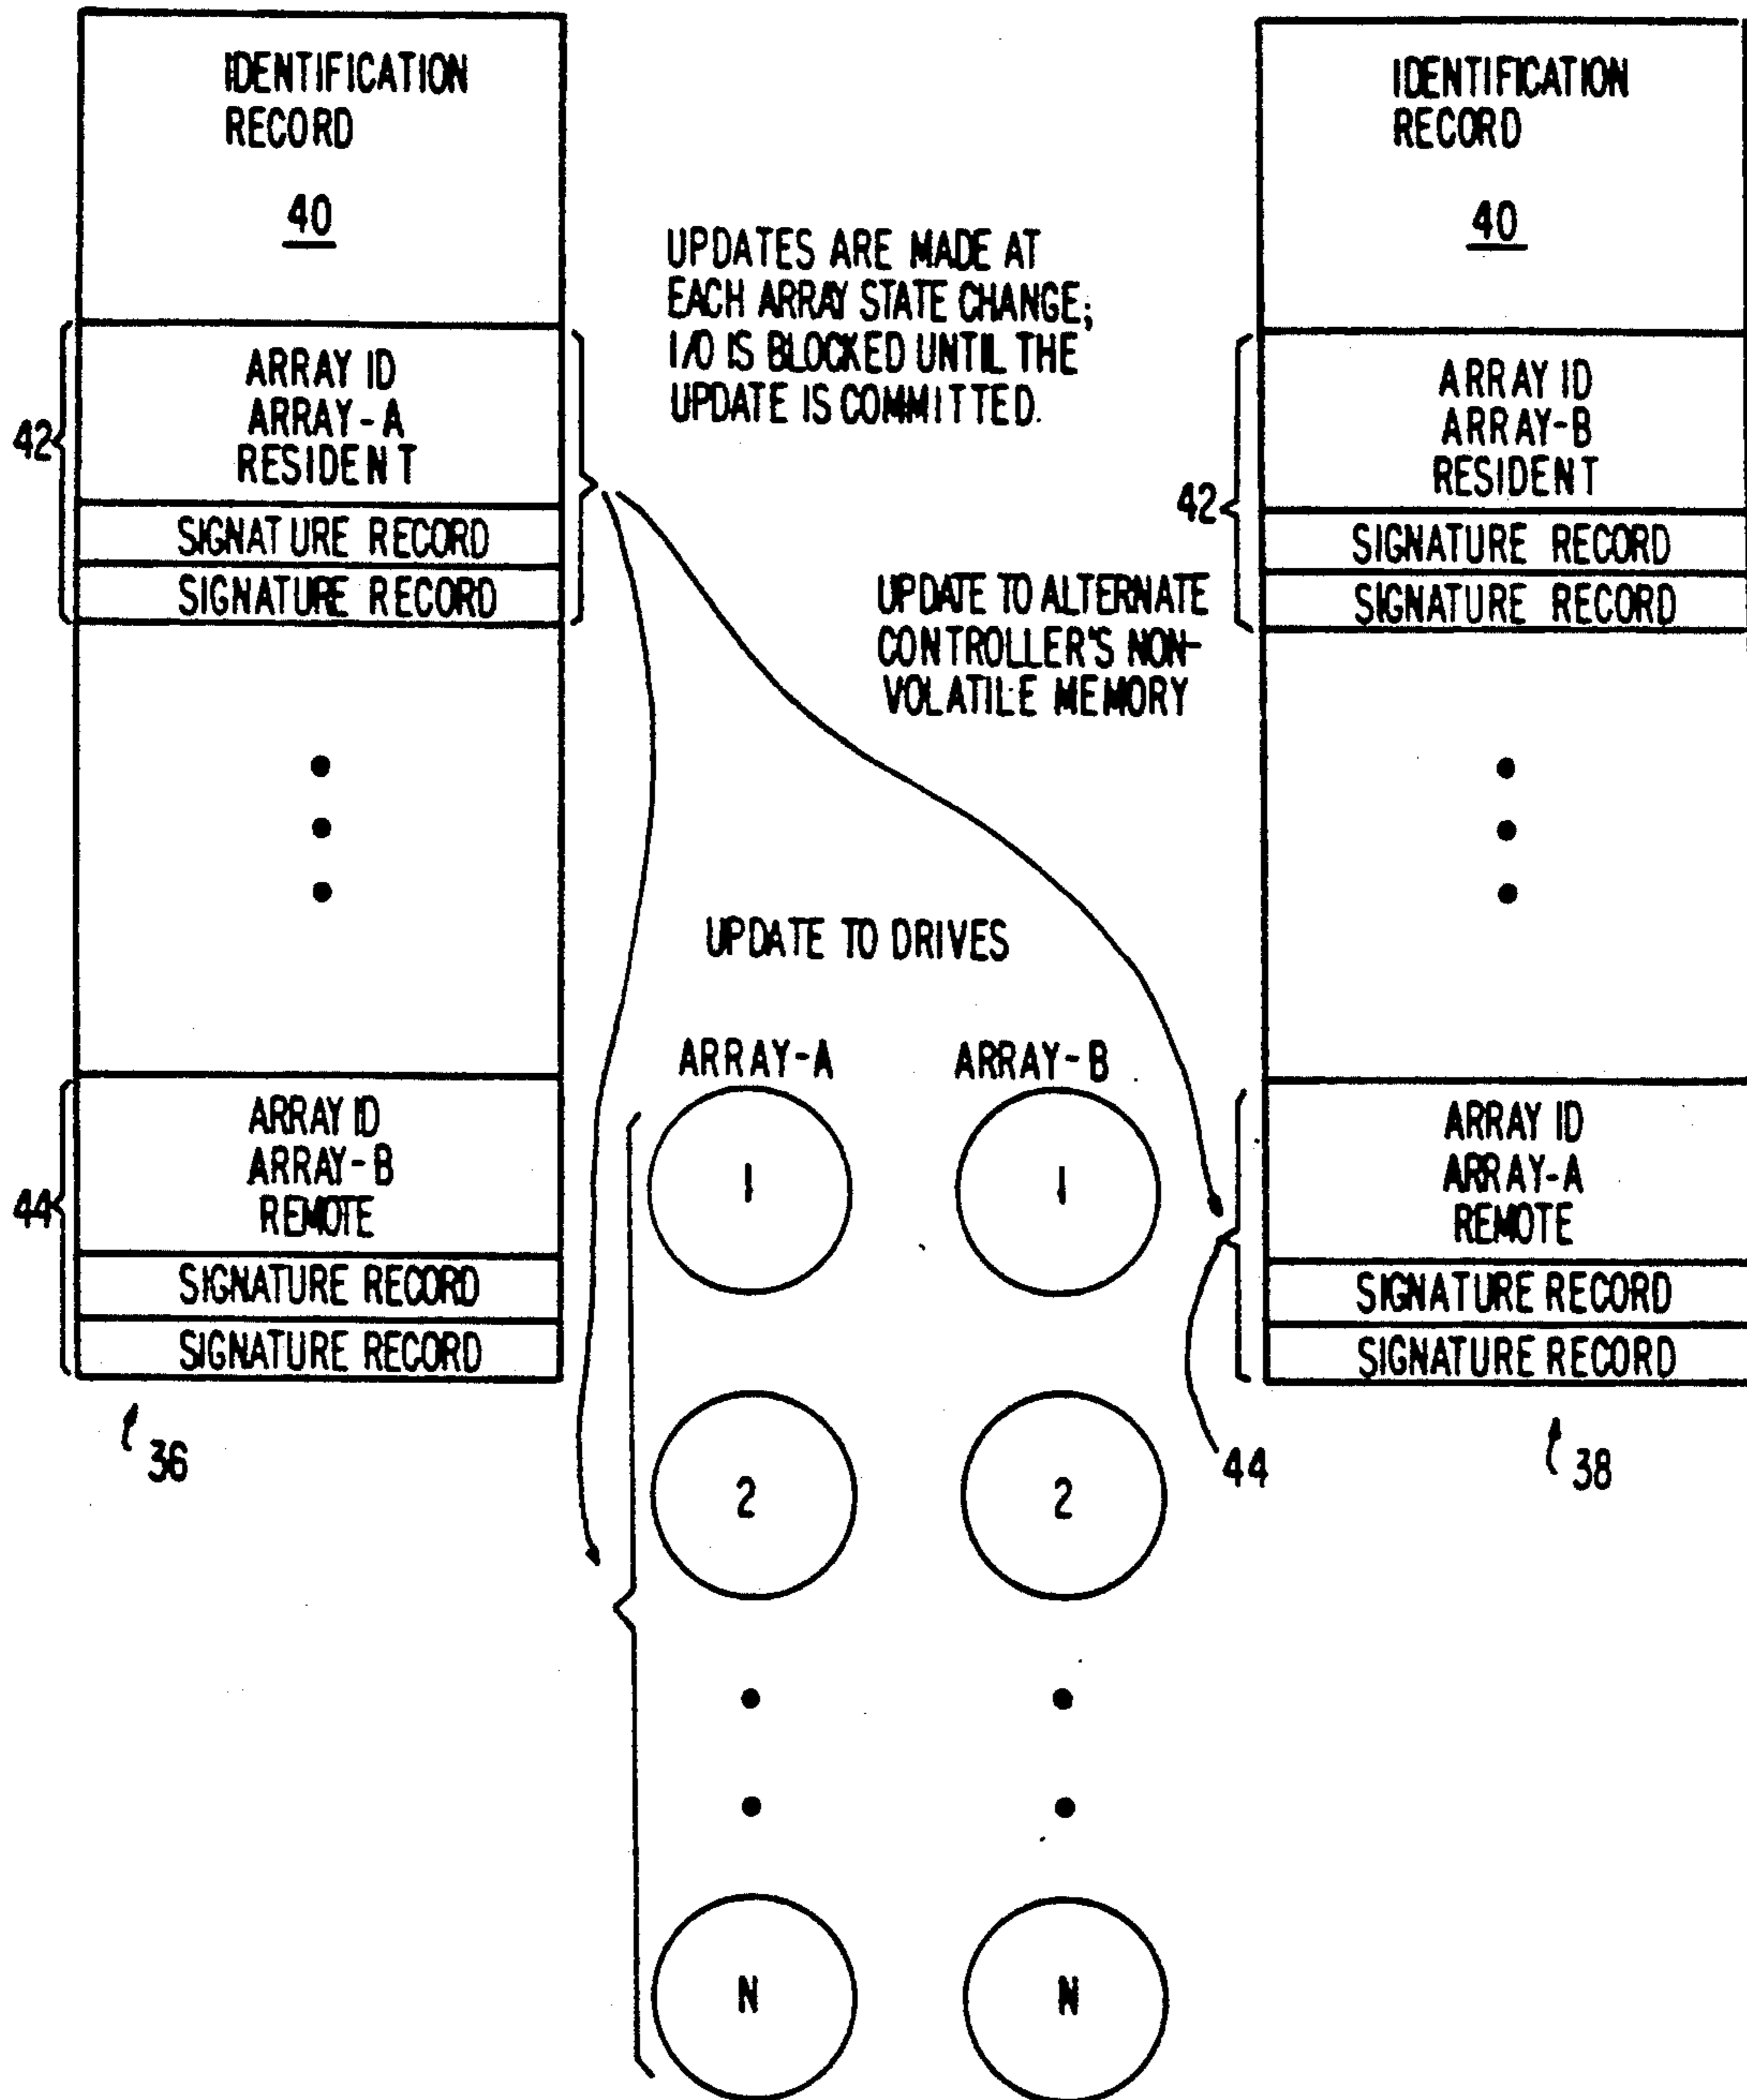 IDENTIFICATION
RECORD
40
42
ARRAY ID
ARRAY-A
RESIDENT
SIGNATURE RECORD
SIGNATURE RECORD
44
ARRAY ID
ARRAY-B
REMOTE
SIGNATURE RECORD
SIGNATURE RECORD
36
UPDATES ARE MADE AT
EACH ARRAY STATE CHANGE;
I/O IS BLOCKED UNTIL THE
UPDATE IS COMMITTED.
UPDATE TO ALTERNATE
CONTROLLER'S NON-
VOLATILE MEMORY
UPDATE TO DRIVES
ARRAY-A
1
2
N
ARRAY-B
1
2
N
IDENTIFICATION
RECORD
40
42
ARRAY ID
ARRAY-B
RESIDENT
SIGNATURE RECORD
SIGNATURE RECORD
ARRAY ID
ARRAY-A
REMOTE
SIGNATURE RECORD
SIGNATURE RECORD
44
38